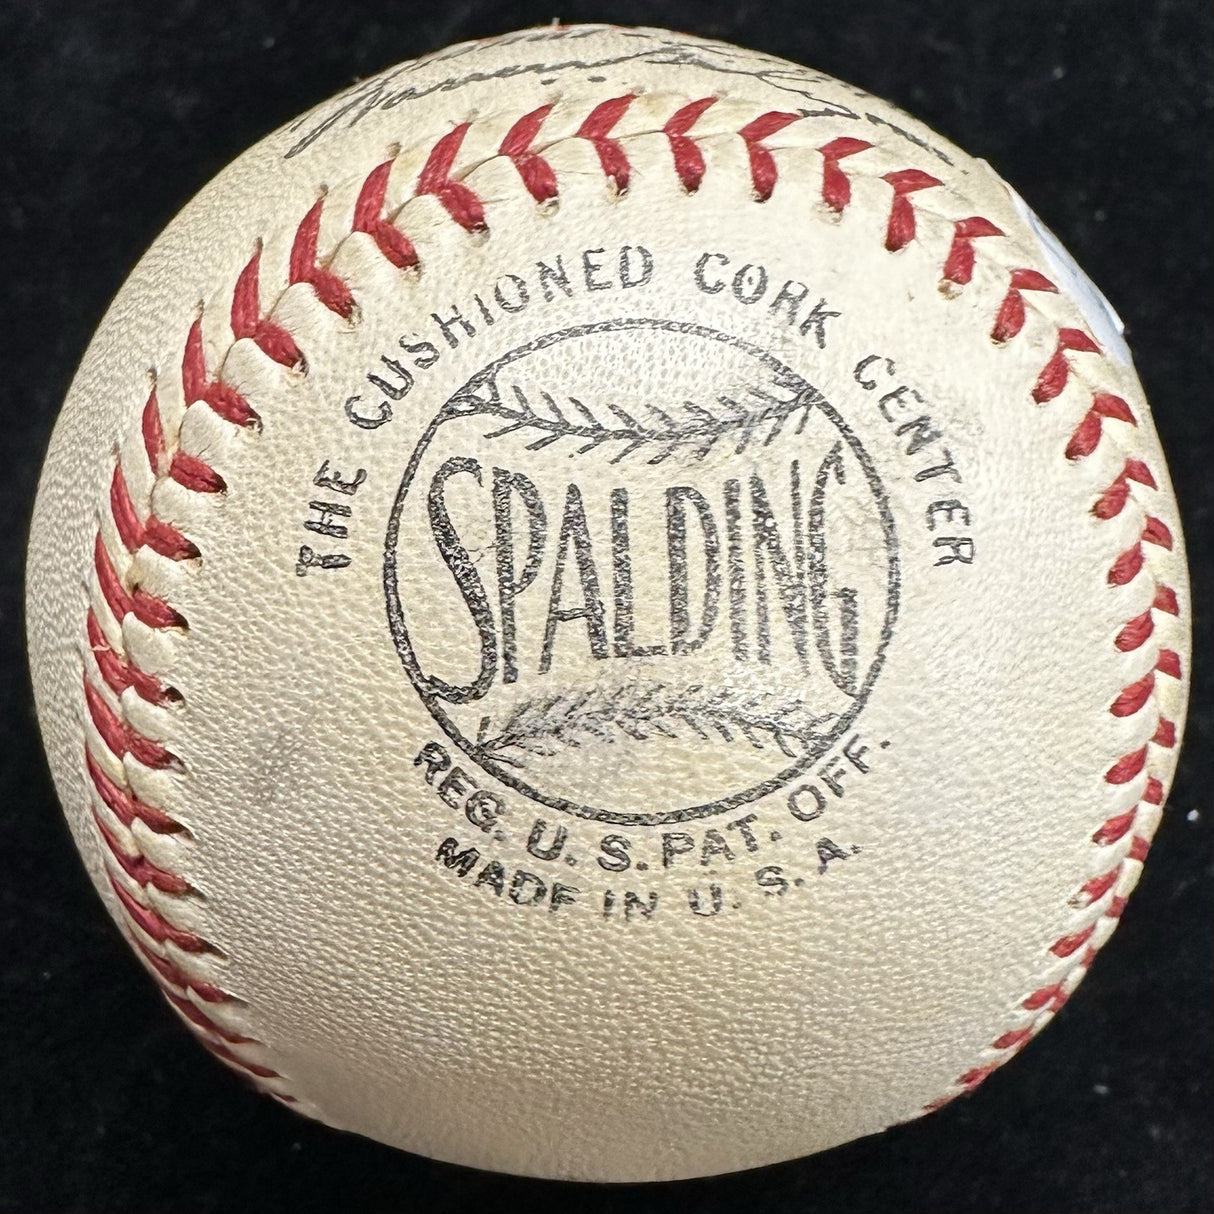 THE CUSHIONED CORK CENTER
SPALDING
REG. U. S. PAT. OFF.
MADE IN U. S. A.